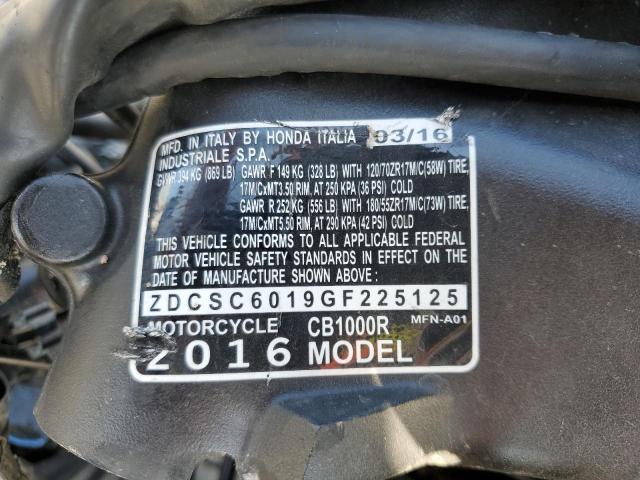 MFD. IN ITALY BY HONDA ITALIA 03/16
INDUSTRIALE S.P.A.
GVWR 394 KG (869 LB) GAWR F 149 KG (328 LB) WITH 120/70ZR17M/C(58W) TIRE,
17M/CxMT3.50 RIM, AT 250 KPA (36 PSI) COLD
GAWR R 252 KG (556 LB) WITH 180/55ZR17M/C(73W) TIRE,
17M/CxMT5.50 RIM, AT 290 KPA (42 PSI) COLD
THIS VEHICLE CONFORMS TO ALL APPLICABLE FEDERAL
MOTOR VEHICLE SAFETY STANDARDS IN EFFECT ON THE
DATE OF MANUFACTURE SHOWN ABOVE:
ZDCSC6019GF225125
MOTORCYCLE CB1000R MFN-A01
2016 MODEL